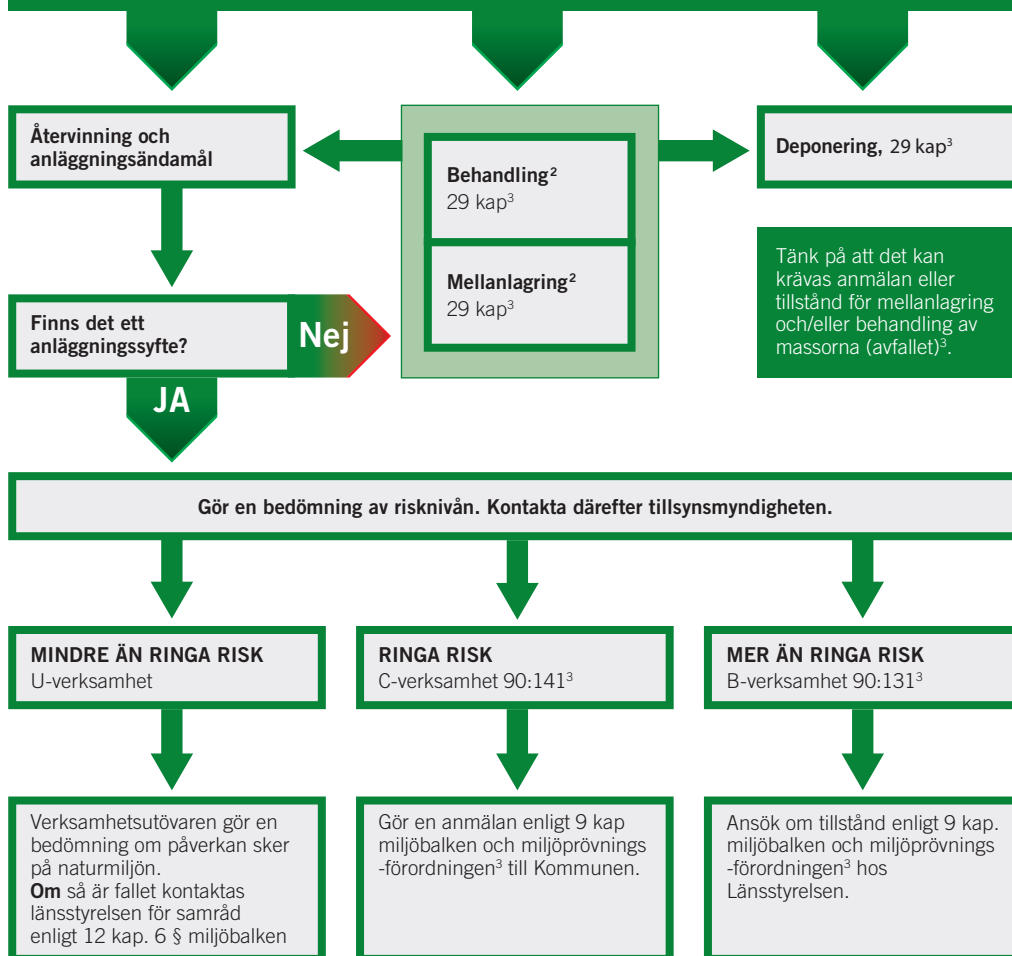 Återvinning och
anläggningsändamål
Behandling²
29 kap³
Mellanlagring²
29 kap³
Deponering, 29 kap³
Tänk på att det kan
krävas anmälan eller
tillstånd för mellanlagring
och/eller behandling av
massorna (avfallet)³.
Finns det ett
anläggningssyfte?
Nej
JA
Gör en bedömning av risknivån. Kontakta därefter tillsynsmyndigheten.
MINDRE ÄN RINGA RISK
U-verksamhet
RINGA RISK
C-verksamhet 90:141³
MER ÄN RINGA RISK
B-verksamhet 90:131³
Verksamhetsutövaren gör en
bedömning om påverkan sker
på naturmiljön.
Om så är fallet kontaktas
länsstyrelsen för samråd
enligt 12 kap. 6 § miljöbalken
Gör en anmälan enligt 9 kap
miljöbalken och miljöprövnings
-förordningen³ till Kommunen.
Ansök om tillstånd enligt 9 kap.
miljöbalken och miljöprövnings
-förordningen³ hos
Länsstyrelsen.